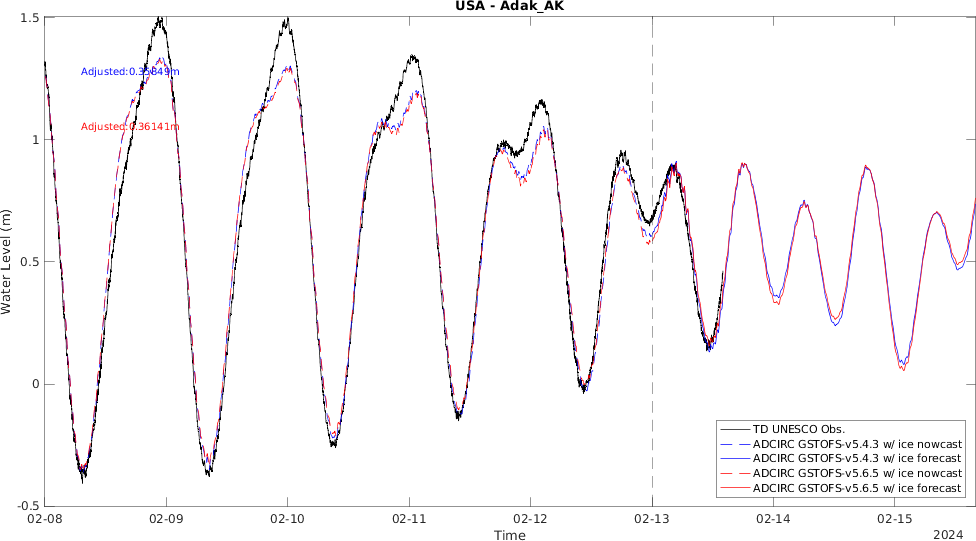 USA - Adak_AK
1.5
1
0.5
0
-0.5
Water Level (m)
Adjusted:0.35849m
Adjusted:0.36141m
TD UNESCO Obs.
ADCIRC GSTOFS-v5.4.3 w/ ice nowcast
ADCIRC GSTOFS-v5.4.3 w/ ice forecast
ADCIRC GSTOFS-v5.6.5 w/ ice nowcast
ADCIRC GSTOFS-v5.6.5 w/ ice forecast
02-08 02-09 02-10 02-11 02-12 02-13 02-14 02-15
Time
2024